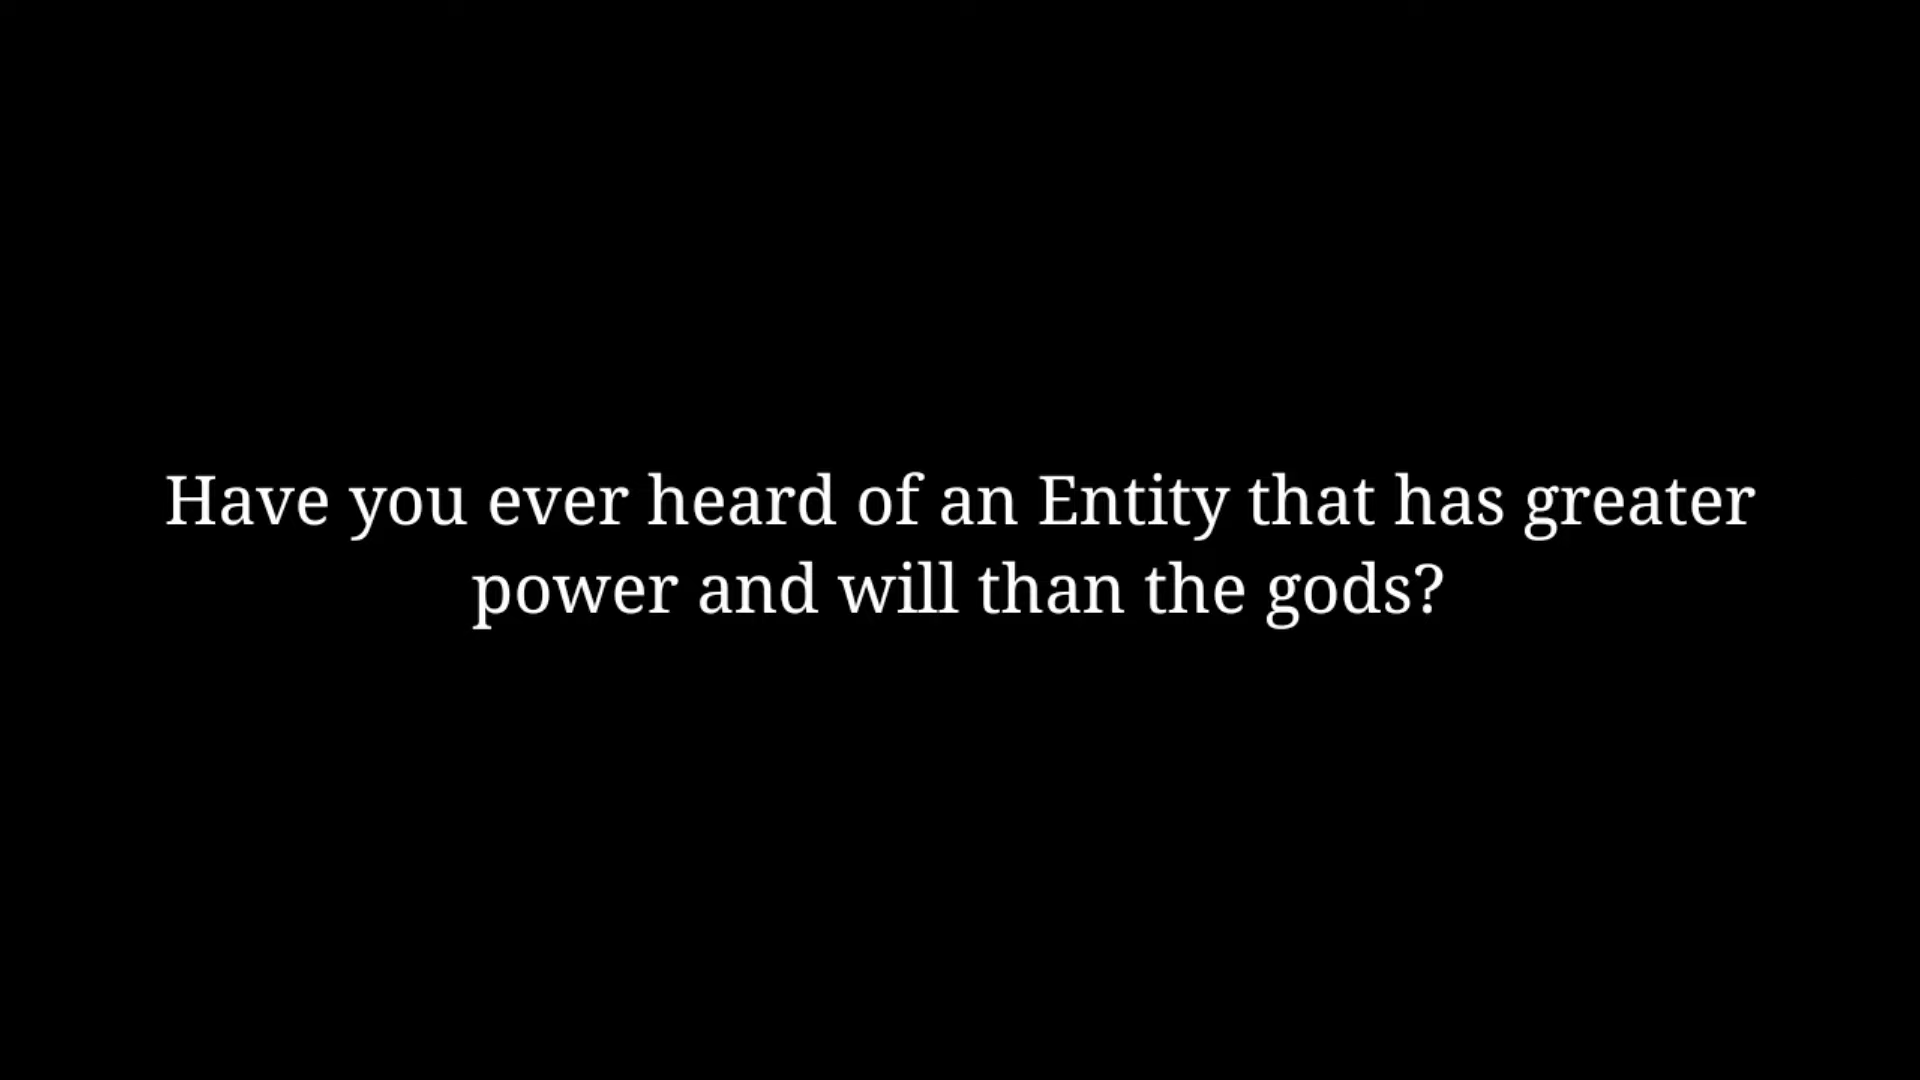 Have you ever heard of an Entity that has greater
power and will than the gods?